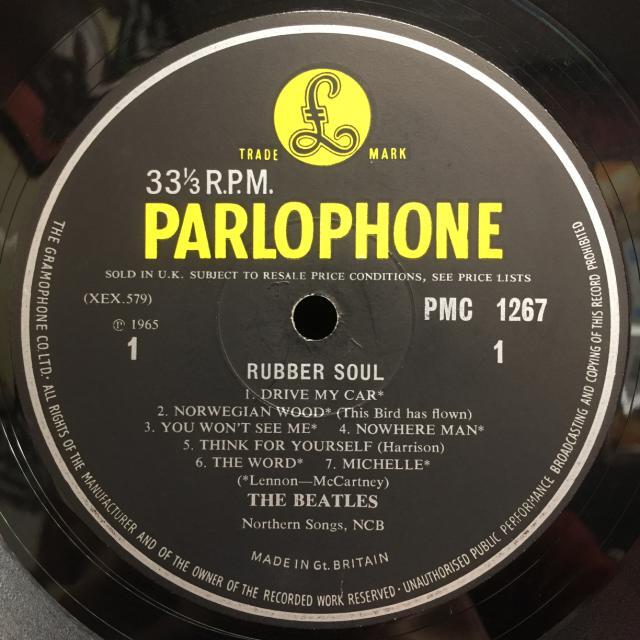 £
TRADE MARK
33⅓ R.P.M.
PARLOPHONE
SOLD IN U.K. SUBJECT TO RESALE PRICE CONDITIONS, SEE PRICE LISTS
(XEX.579)
PMC 1267
℗ 1965
1
1
RUBBER SOUL
1. DRIVE MY CAR*
2. NORWEGIAN WOOD* (This Bird has flown)
3. YOU WON'T SEE ME* 4. NOWHERE MAN*
5. THINK FOR YOURSELF (Harrison)
6. THE WORD* 7. MICHELLE*
(*Lennon—McCartney)
THE BEATLES
Northern Songs, NCB
MADE IN Gt. BRITAIN
THE GRAMOPHONE CO. LTD. · ALL RIGHTS OF THE MANUFACTURER AND OF THE OWNER OF THE RECORDED WORK RESERVED · UNAUTHORISED PUBLIC PERFORMANCE BROADCASTING AND COPYING OF THIS RECORD PROHIBITED